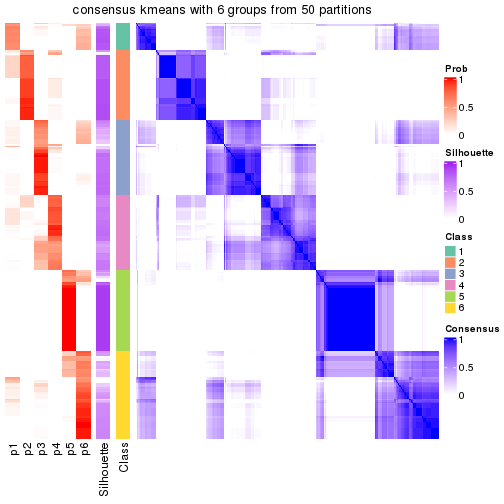 consensus kmeans with 6 groups from 50 partitions
Prob
1
0.5
0
Silhouette
1
0.5
0
Class
1
2
3
4
5
6
Consensus
1
0.5
0
p1
p2
p3
p4
p5
p6
Silhouette
Class